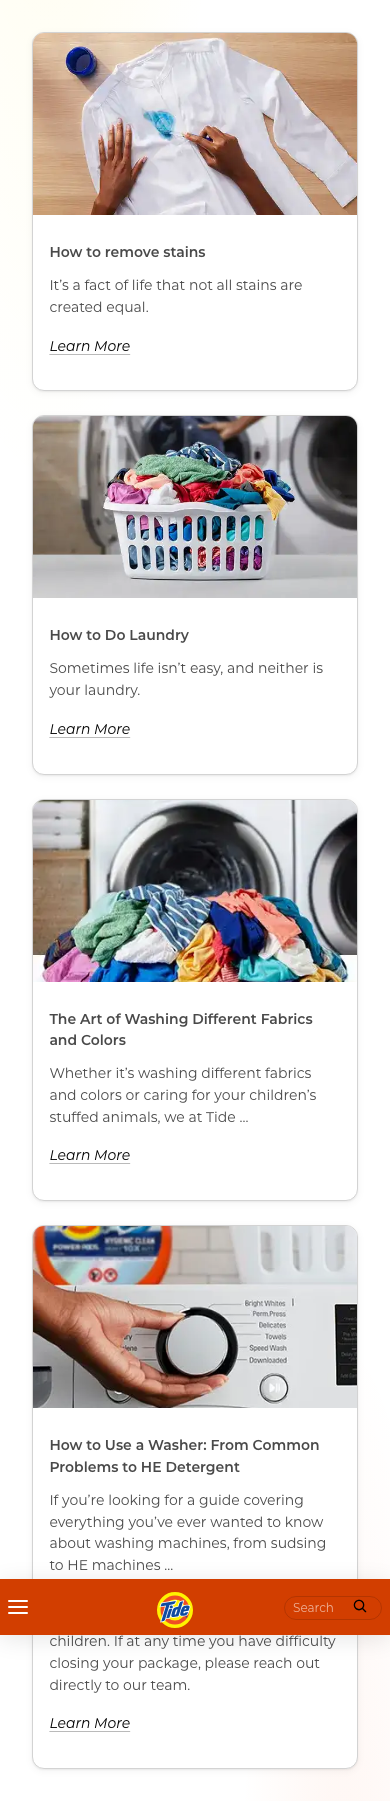 How to remove stains
It’s a fact of life that not all stains are
created equal.
Learn More
How to Do Laundry
Sometimes life isn’t easy, and neither is
your laundry.
Learn More
The Art of Washing Different Fabrics
and Colors
Whether it’s washing different fabrics
and colors or caring for your children’s
stuffed animals, we at Tide ...
Learn More
POWER PODS
HYGIENIC CLEAN
10X
Bright Whites
Perm.Press
Delicates
Towels
Speed Wash
Downloaded
How to Use a Washer: From Common
Problems to HE Detergent
If you’re looking for a guide covering
everything you’ve ever wanted to know
about washing machines, from sudsing
to HE machines ...
Tide
Search
children. If at any time you have difficulty
closing your package, please reach out
directly to our team.
Learn More